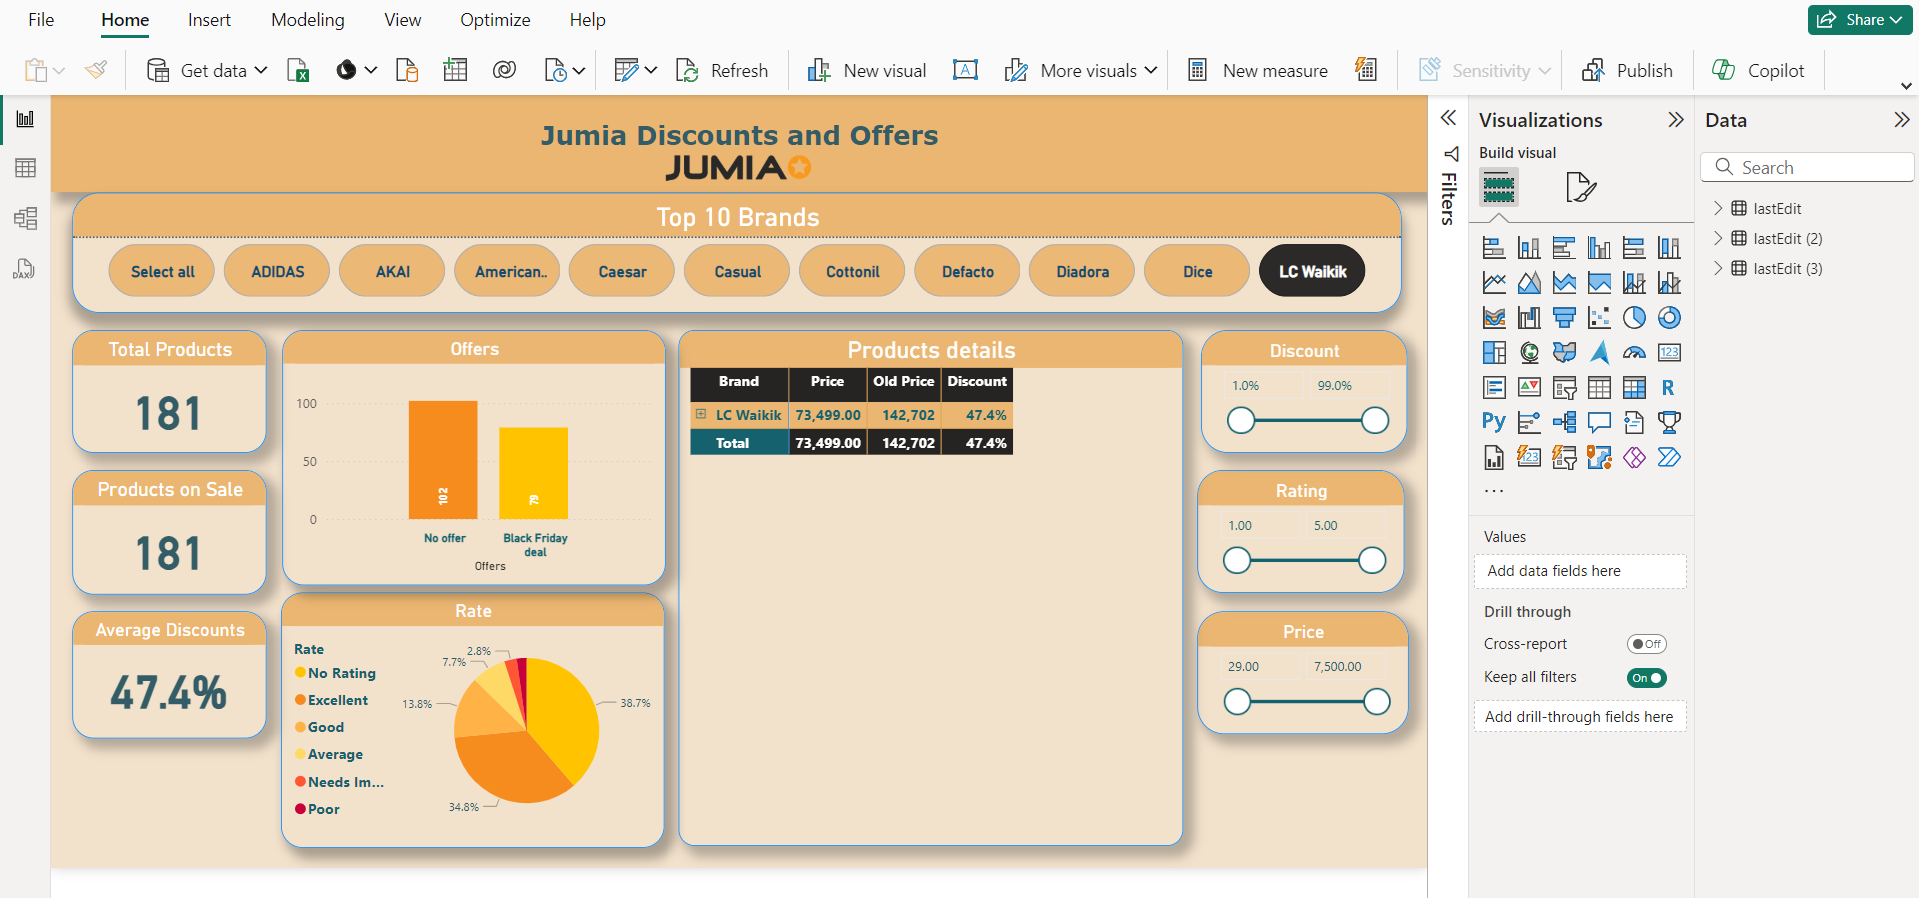 File Home Insert Modeling View Optimize Help Share
Get data Refresh New visual A More visuals New measure Sensitivity Publish Copilot
DAX
Jumia Discounts and Offers
JUMIA
Top 10 Brands
Select all ADIDAS AKAI American.. Caesar Casual Cottonil Defacto Diadora Dice LC Waikik
Total Products
181
Products on Sale
181
Average Discounts
47.4%
Offers
100
50
0
102
79
No offer
Black Friday
deal
Offers
Rate
Rate
No Rating
Excellent
Good
Average
Needs Im...
Poor
2.8%
7.7%
13.8%
38.7%
34.8%
Products details
Brand Price Old Price Discount
LC Waikik 73,499.00 142,702 47.4%
Total 73,499.00 142,702 47.4%
Discount
1.0% 99.0%
Rating
1.00 5.00
Price
29.00 7,500.00
Filters
Visualizations
Build visual
123
R
Py
123
...
Values
Add data fields here
Drill through
Cross-report Off
Keep all filters On
Add drill-through fields here
Data
Search
lastEdit
lastEdit (2)
lastEdit (3)